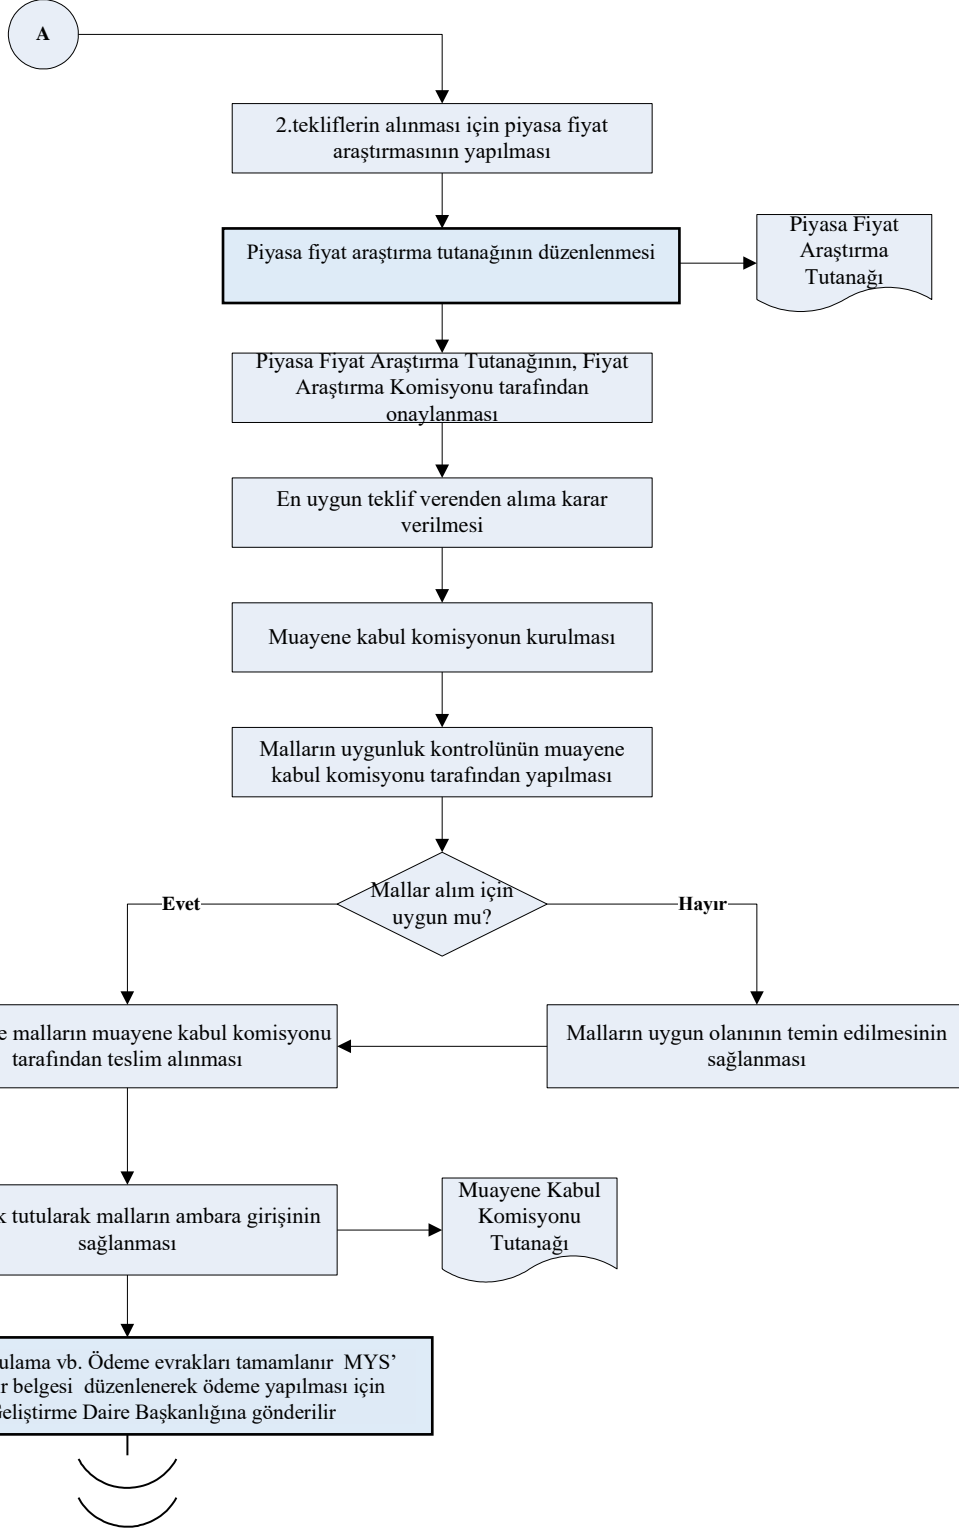 A
2.tekliflerin alınması için piyasa fiyat
araştırmasının yapılması
Piyasa fiyat araştırma tutanağının düzenlenmesi
Piyasa Fiyat
Araştırma
Tutanağı
Piyasa Fiyat Araştırma Tutanağının, Fiyat
Araştırma Komisyonu tarafından
onaylanması
En uygun teklif verenden alıma karar
verilmesi
Muayene kabul komisyonun kurulması
Malların uygunluk kontrolünün muayene
kabul komisyonu tarafından yapılması
Mallar alım için
uygun mu?
Evet
Hayır
e malların muayene kabul komisyonu
tarafından teslim alınması
Malların uygun olanının temin edilmesinin
sağlanması
k tutularak malların ambara girişinin
sağlanması
Muayene Kabul
Komisyonu
Tutanağı
ulama vb. Ödeme evrakları tamamlanır MYS’
r belgesi düzenlenerek ödeme yapılması için
eliştirme Daire Başkanlığına gönderilir